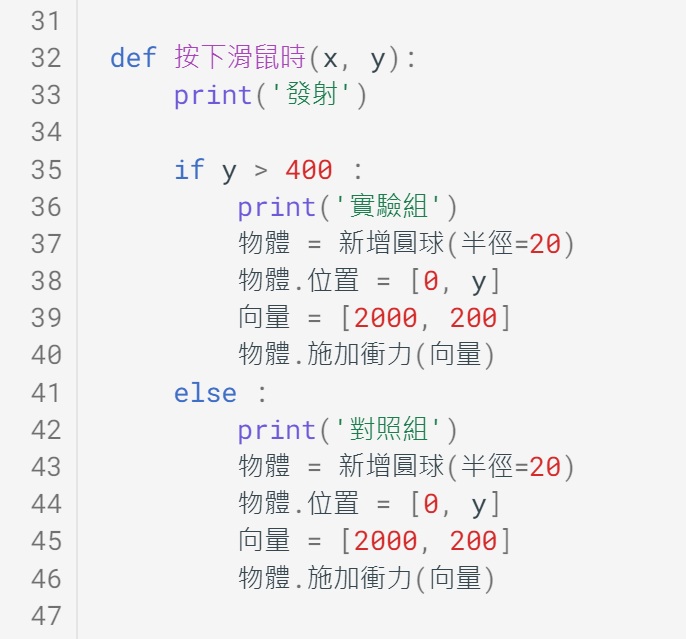 31
32 def 按下滑鼠時(x, y):
33 print('發射')
34
35 if y > 400 :
36 print('實驗組')
37 物體 = 新增圓球(半徑=20)
38 物體.位置 = [0, y]
39 向量 = [2000, 200]
40 物體.施加衝力(向量)
41 else :
42 print('對照組')
43 物體 = 新增圓球(半徑=20)
44 物體.位置 = [0, y]
45 向量 = [2000, 200]
46 物體.施加衝力(向量)
47